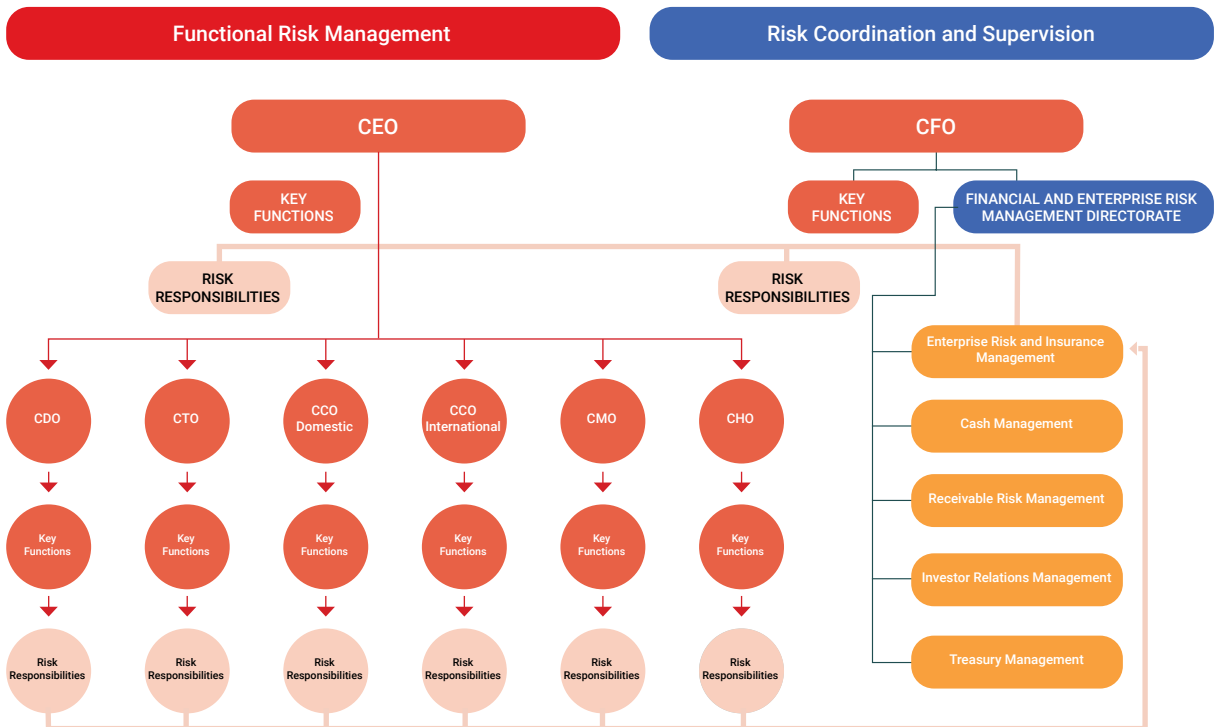 Functional Risk Management
Risk Coordination and Supervision
CEO
CFO
KEY
FUNCTIONS
KEY
FUNCTIONS
FINANCIAL AND ENTERPRISE RISK
MANAGEMENT DIRECTORATE
RISK
RESPONSIBILITIES
RISK
RESPONSIBILITIES
Enterprise Risk and Insurance
Management
Cash Management
Receivable Risk Management
Investor Relations Management
Treasury Management
CDO
CTO
CCO
Domestic
CCO
International
CMO
CHO
Key
Functions
Key
Functions
Key
Functions
Key
Functions
Key
Functions
Key
Functions
Risk
Responsibilities
Risk
Responsibilities
Risk
Responsibilities
Risk
Responsibilities
Risk
Responsibilities
Risk
Responsibilities